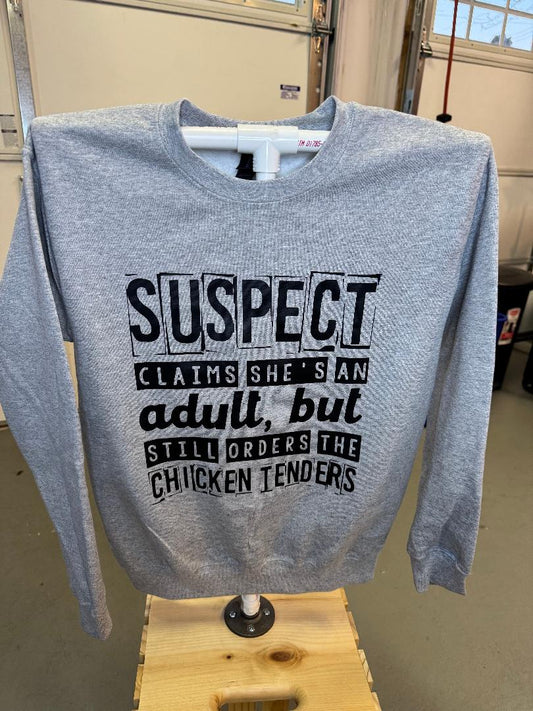 SUSPECT
CLAIMS SHE'S AN
adult, but
STILL ORDERS THE
CHICKEN TENDERS